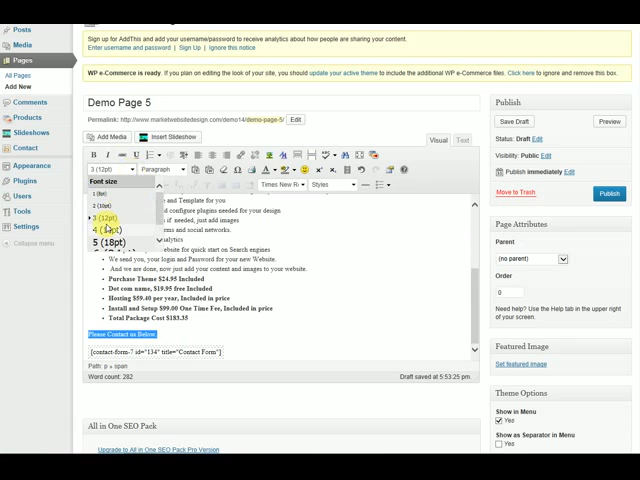 Posts
Media
Pages
All Pages
Add New
Comments
Products
Slideshows
Contact
Appearance
Plugins
Users
Tools
Settings
Collapse menu
Sign up for AddThis and add your username/password to receive analytics about how people are sharing your content.
Enter username and password | Sign Up | Ignore this notice
WP e-Commerce is ready. If you plan on editing the look of your site, you should update your active theme to include the additional WP e-Commerce files. Click here to ignore and remove this box.
Demo Page 5
Permalink: http://www.marketwebsitedesign.com/demo14/demo-page-5/ Edit
Add Media Insert Slideshow
Visual Text
3 (12pt) Paragraph
Font size
Times New Ro Styles
1 (8pt)
2 (10pt)
3 (12pt)
4 (14pt)
5 (18pt)
e and Template for you
d configure plugins needed for your design
s if needed, just add images
ms and social networks.
alytics
website for quick start on Search engines
We send you, your login and Password for your new Website.
And we are done, now just add your content and images to your website.
Purchase Theme $24.95 Included
Dot com name, $19.95 free Included
Hosting $59.40 per year, Included in price
Install and Setup $99.00 One Time Fee, Included in price
Total Package Cost $183.35
Please Contact us Below
[contact-form-7 id="134" title="Contact Form"]
Path: p » span
Word count: 282 Draft saved at 5:53:25 pm.
All in One SEO Pack
Upgrade to All in One SEO Pack Pro Version
Publish
Save Draft Preview
Status: Draft Edit
Visibility: Public Edit
Publish immediately Edit
Move to Trash Publish
Page Attributes
Parent
(no parent)
Order
0
Need help? Use the Help tab in the upper
right of your screen.
Featured Image
Set featured image
Theme Options
Show in Menu
Yes
Show as Separator in Menu
Yes